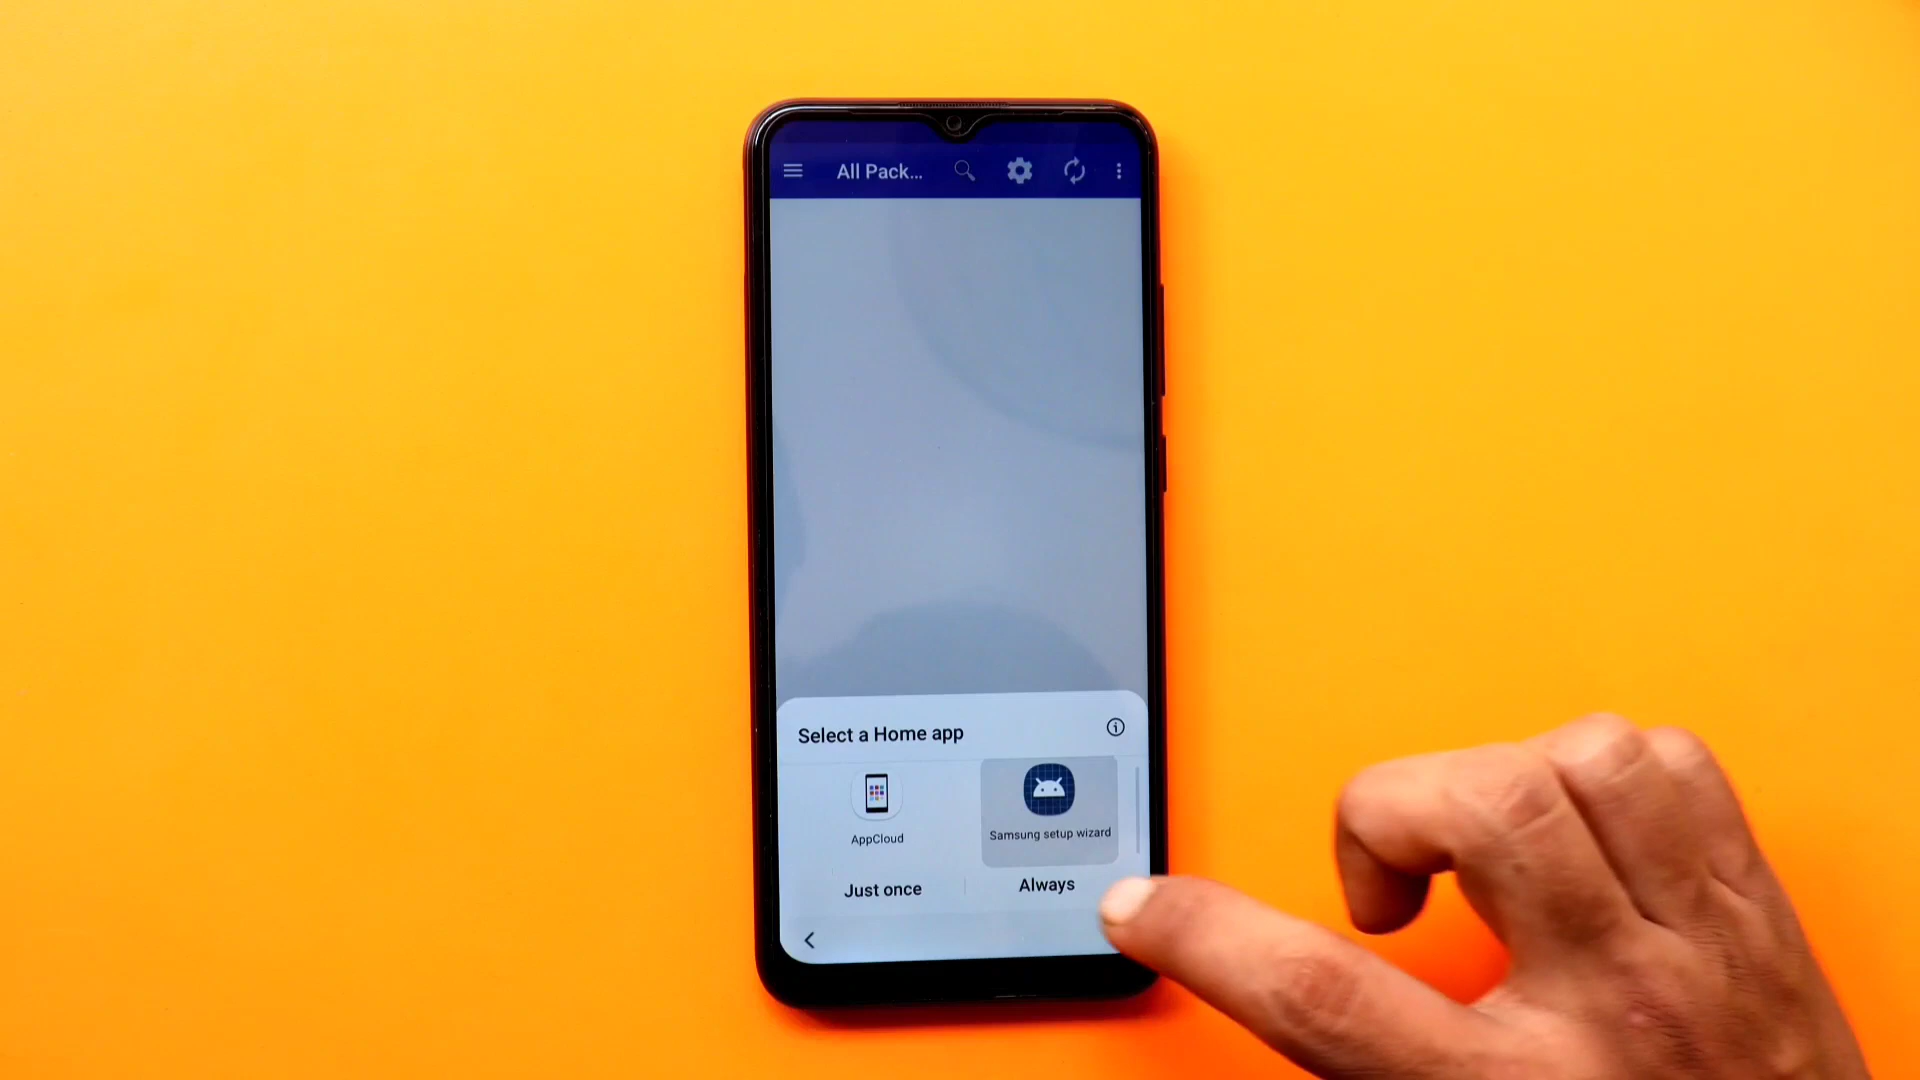 All Pack...
Select a Home app
AppCloud
Samsung setup wizard
Just once
Always